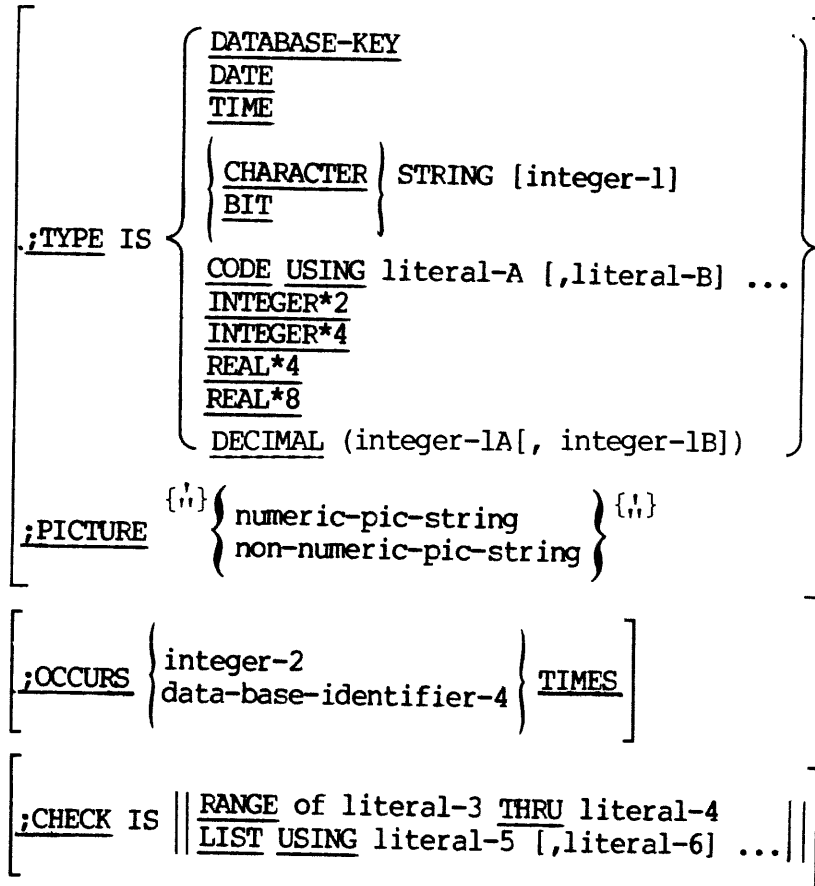 DATABASE-KEY
DATE
TIME
CHARACTER
BIT
STRING [integer-1]
;TYPE IS
CODE USING literal-A [,literal-B] ...
INTEGER*2
INTEGER*4
REAL*4
REAL*8
DECIMAL (integer-1A[, integer-1B])
;PICTURE {'} {''} numeric-pic-string {'} {''}
non-numeric-pic-string
;OCCURS integer-2 TIMES
data-base-identifier-4
;CHECK IS || RANGE of literal-3 THRU literal-4 ||
LIST USING literal-5 [,literal-6] ...